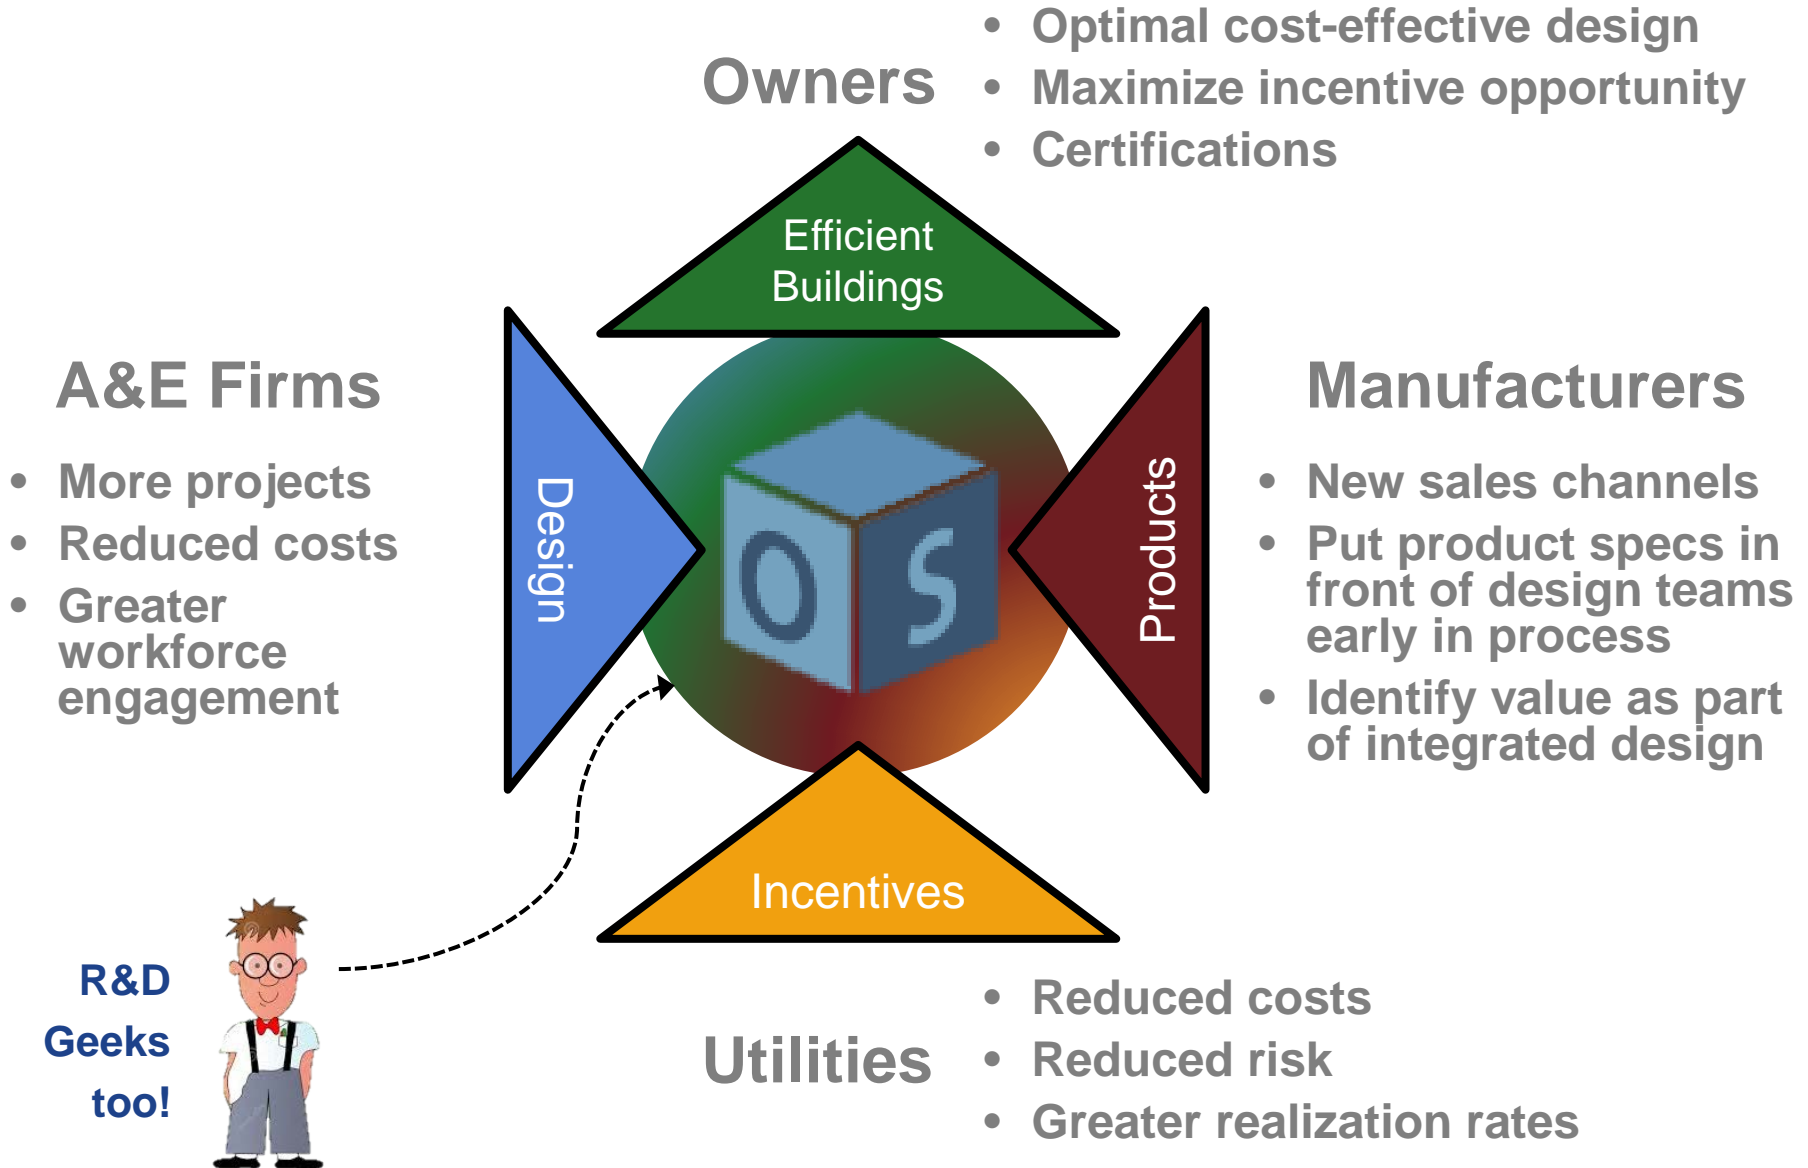 Owners
• Optimal cost-effective design
• Maximize incentive opportunity
• Certifications
Efficient
Buildings
A&E Firms
• More projects
• Reduced costs
• Greater
workforce
engagement
Design
O S
Products
Manufacturers
• New sales channels
• Put product specs in
front of design teams
early in process
• Identify value as part
of integrated design
Incentives
R&D
Geeks
too!
Utilities
• Reduced costs
• Reduced risk
• Greater realization rates